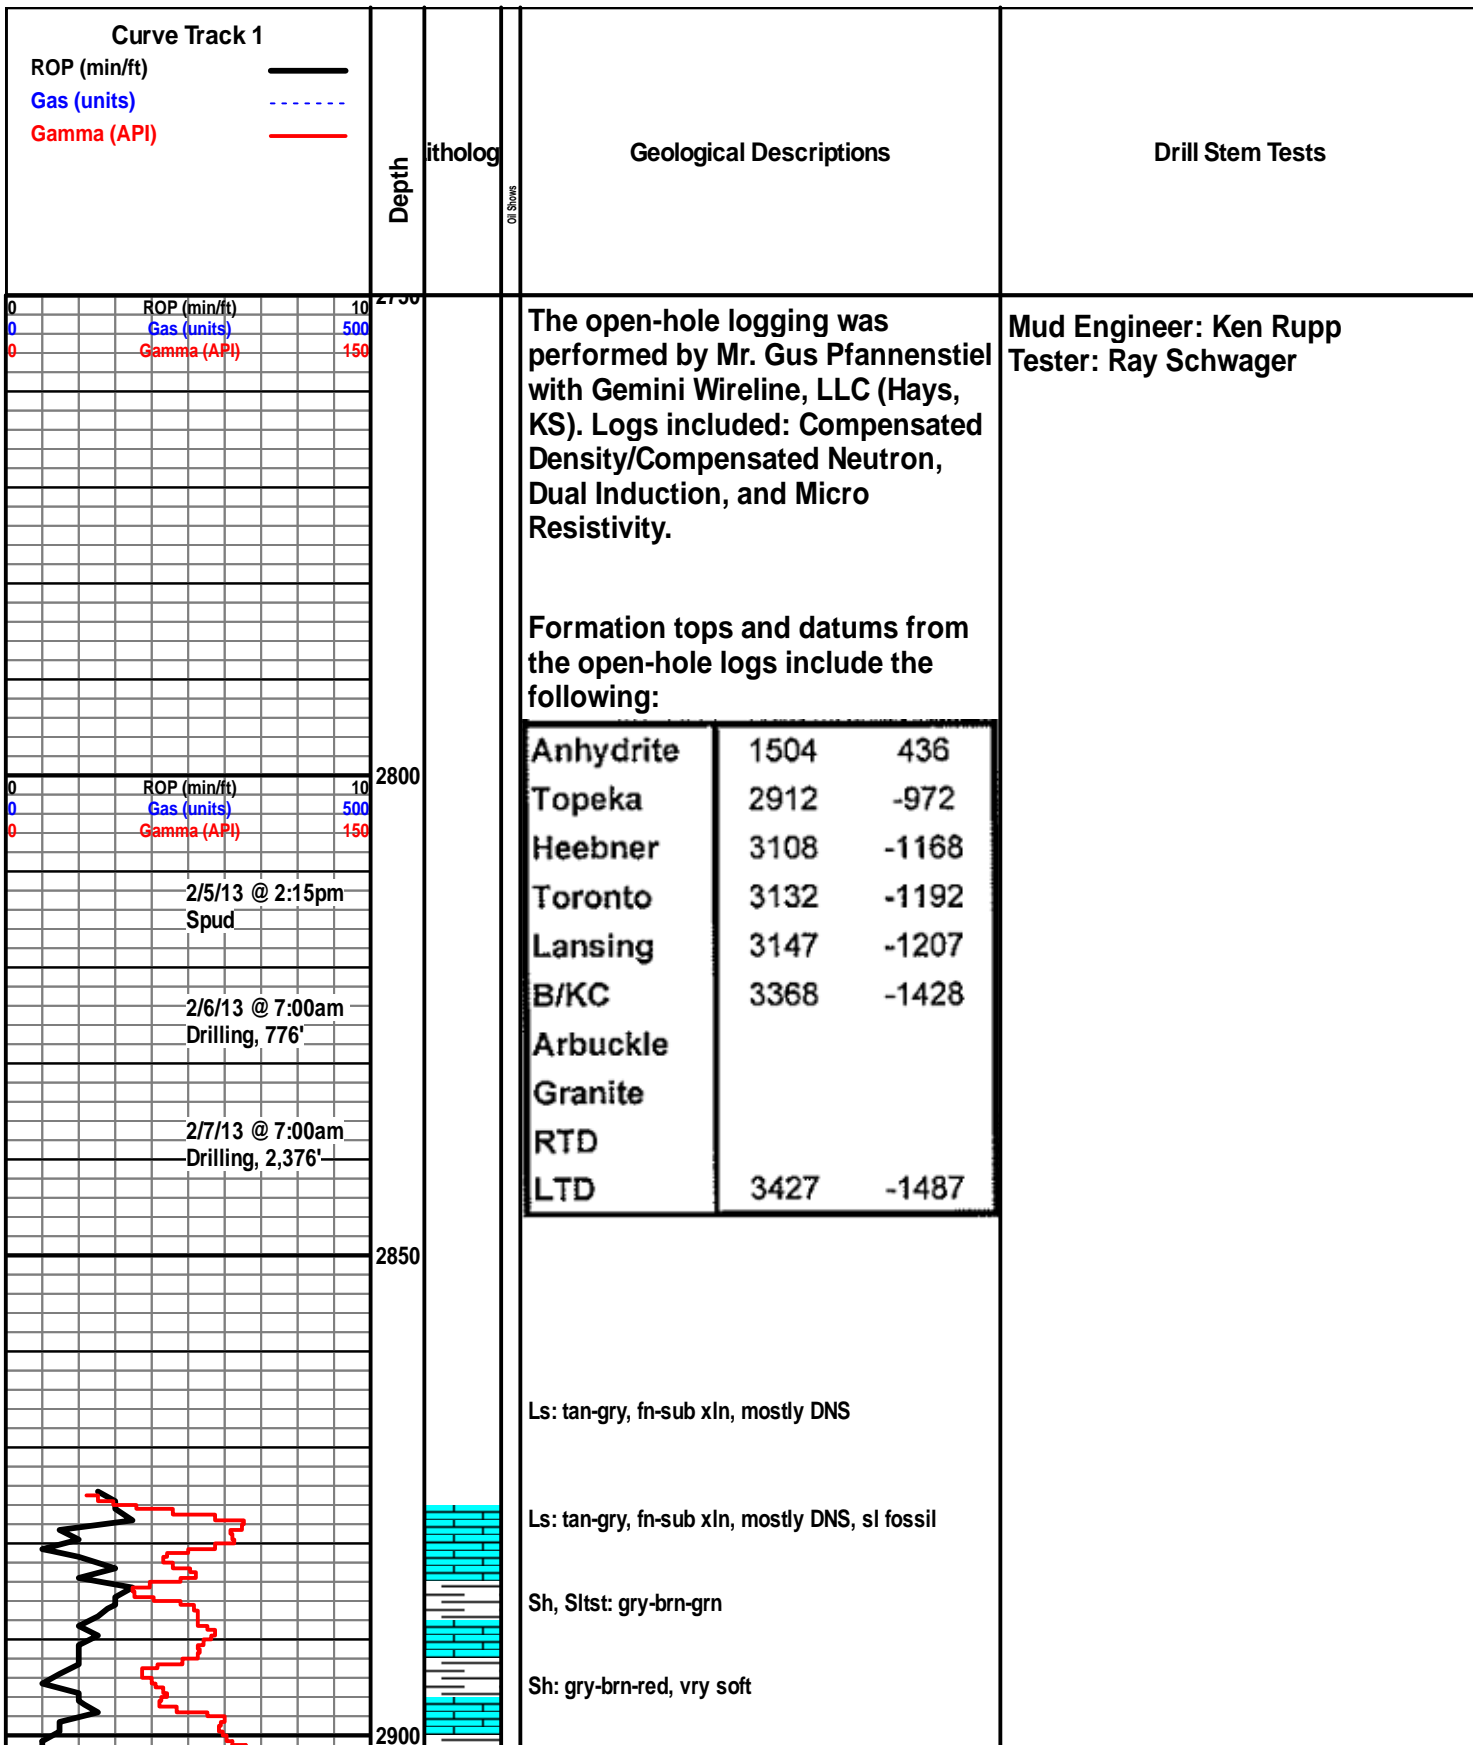 Curve Track 1
ROP (min/ft)
Gas (units)
Gamma (API)
Depth
itholog
Oil Shows
Geological Descriptions
Drill Stem Tests
2750
0 ROP (min/ft) 10
0 Gas (units) 500
0 Gamma (API) 150
The open-hole logging was
performed by Mr. Gus Pfannenstiel
with Gemini Wireline, LLC (Hays,
KS). Logs included: Compensated
Density/Compensated Neutron,
Dual Induction, and Micro
Resistivity.
Mud Engineer: Ken Rupp
Tester: Ray Schwager
Formation tops and datums from
the open-hole logs include the
following:
Anhydrite 1504 436
Topeka 2912 -972
Heebner 3108 -1168
Toronto 3132 -1192
Lansing 3147 -1207
B/KC 3368 -1428
Arbuckle
Granite
RTD
LTD 3427 -1487
2800
0 ROP (min/ft) 10
0 Gas (units) 500
0 Gamma (API) 150
2/5/13 @ 2:15pm
Spud
2/6/13 @ 7:00am
Drilling, 776'
2/7/13 @ 7:00am
Drilling, 2,376'
2850
Ls: tan-gry, fn-sub xln, mostly DNS
Ls: tan-gry, fn-sub xln, mostly DNS, sl fossil
Sh, Sltst: gry-brn-grn
Sh: gry-brn-red, vry soft
2900